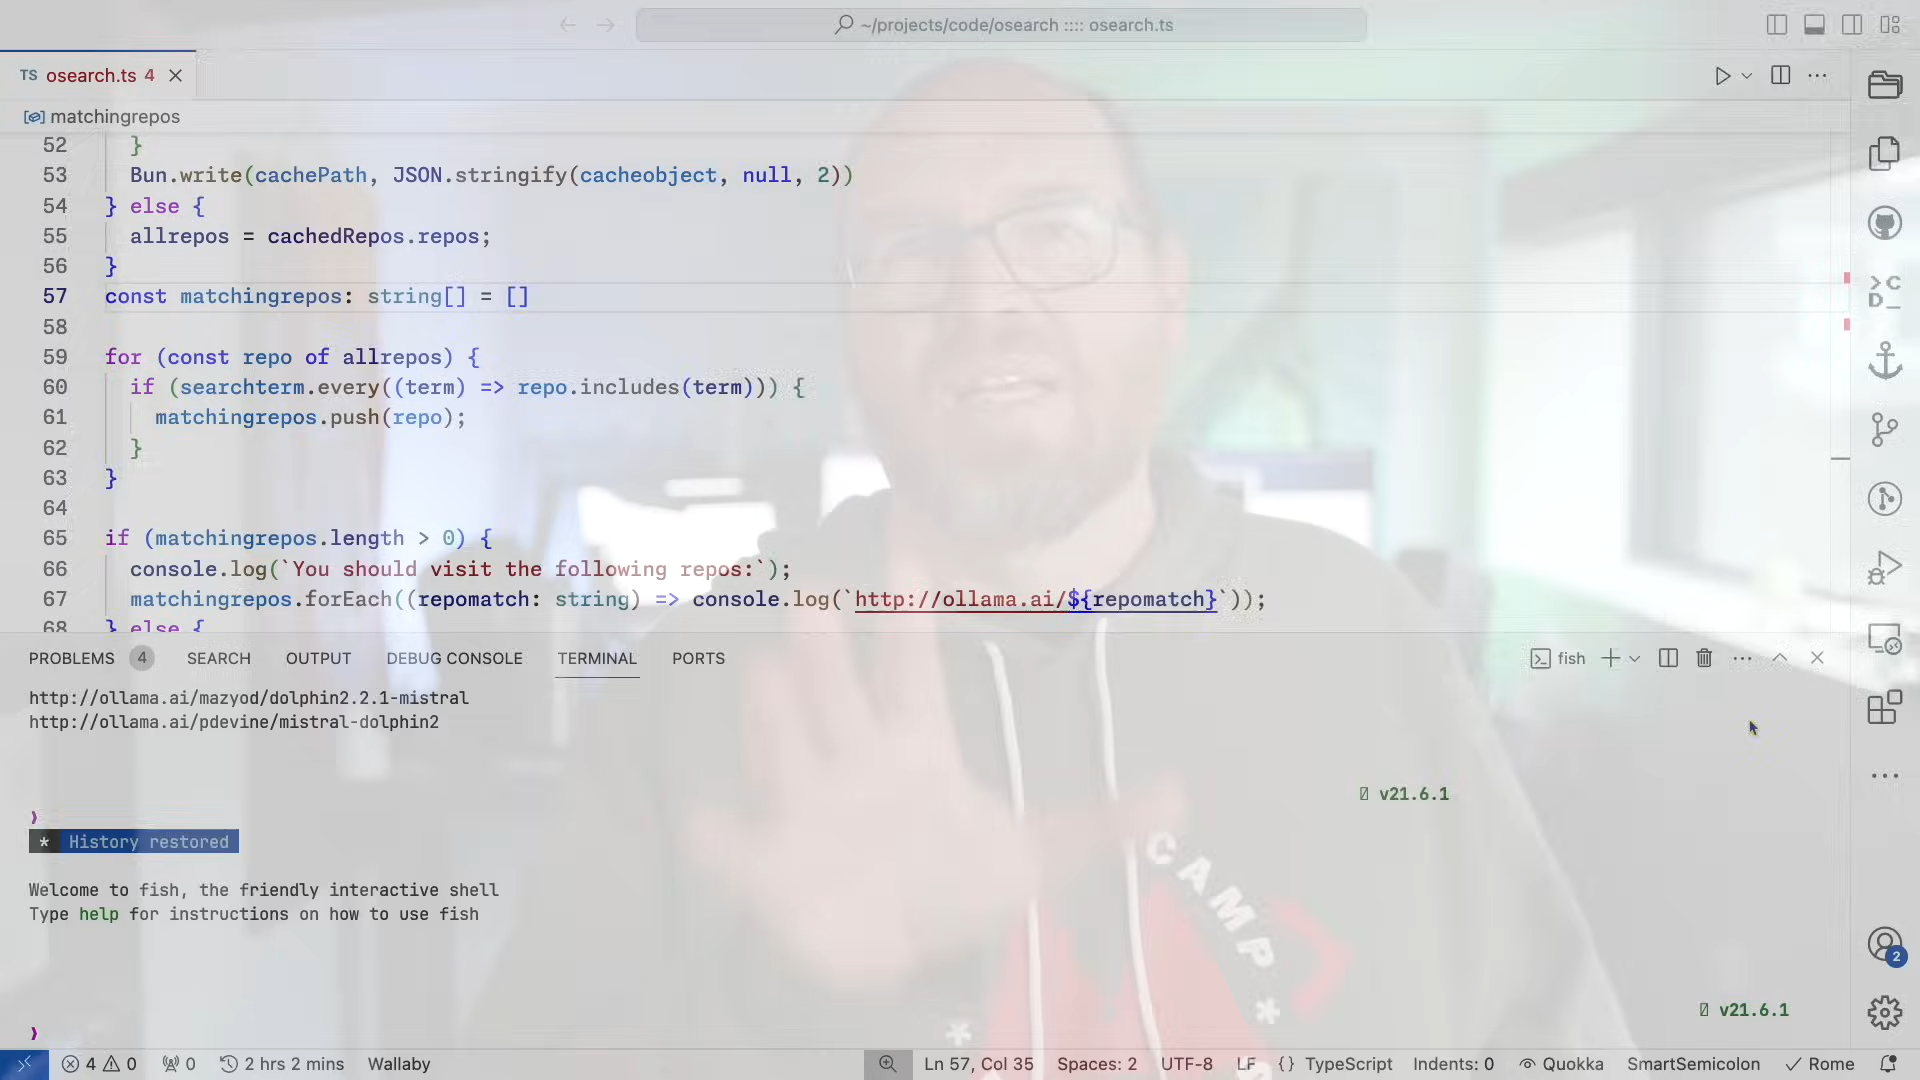 ~/projects/code/osearch :::: osearch.ts
TS osearch.ts 4
matchingrepos
52 }
53 Bun.write(cachePath, JSON.stringify(cacheobject, null, 2))
54 } else {
55 allrepos = cachedRepos.repos;
56 }
57 const matchingrepos: string[] = []
58
59 for (const repo of allrepos) {
60 if (searchterm.every((term) => repo.includes(term))) {
61 matchingrepos.push(repo);
62 }
63 }
64
65 if (matchingrepos.length > 0) {
66 console.log(`You should visit the following repos:`);
67 matchingrepos.forEach((repomatch: string) => console.log(`http://ollama.ai/${repomatch}`));
68 } else {
PROBLEMS 4 SEARCH OUTPUT DEBUG CONSOLE TERMINAL PORTS fish
http://ollama.ai/mazyod/dolphin2.2.1-mistral
http://ollama.ai/pdevine/mistral-dolphin2
v21.6.1
❯
* History restored
Welcome to fish, the friendly interactive shell
Type help for instructions on how to use fish
v21.6.1
❯
CAMP *
2
4 0 0 2 hrs 2 mins Wallaby Ln 57, Col 35 Spaces: 2 UTF-8 LF {} TypeScript Indents: 0 Quokka SmartSemicolon Rome